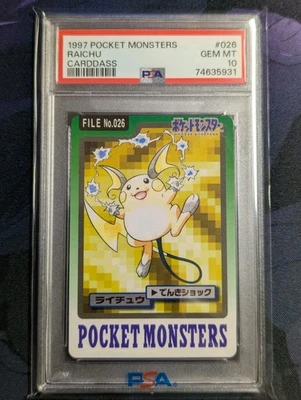 1997 POCKET MONSTERS #026
RAICHU GEM MT
CARDDASS PSA 10
74635931
FILE No.026
ポケットモンスター
ライチュウ
▶でんきショック
POCKET MONSTERS
PSA